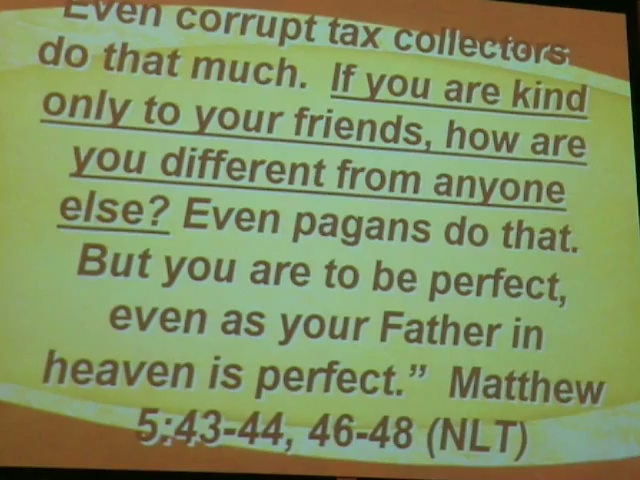 Even corrupt tax collectors
do that much. If you are kind
only to your friends, how are
you different from anyone
else? Even pagans do that.
But you are to be perfect,
even as your Father in
heaven is perfect.” Matthew
5:43-44, 46-48 (NLT)